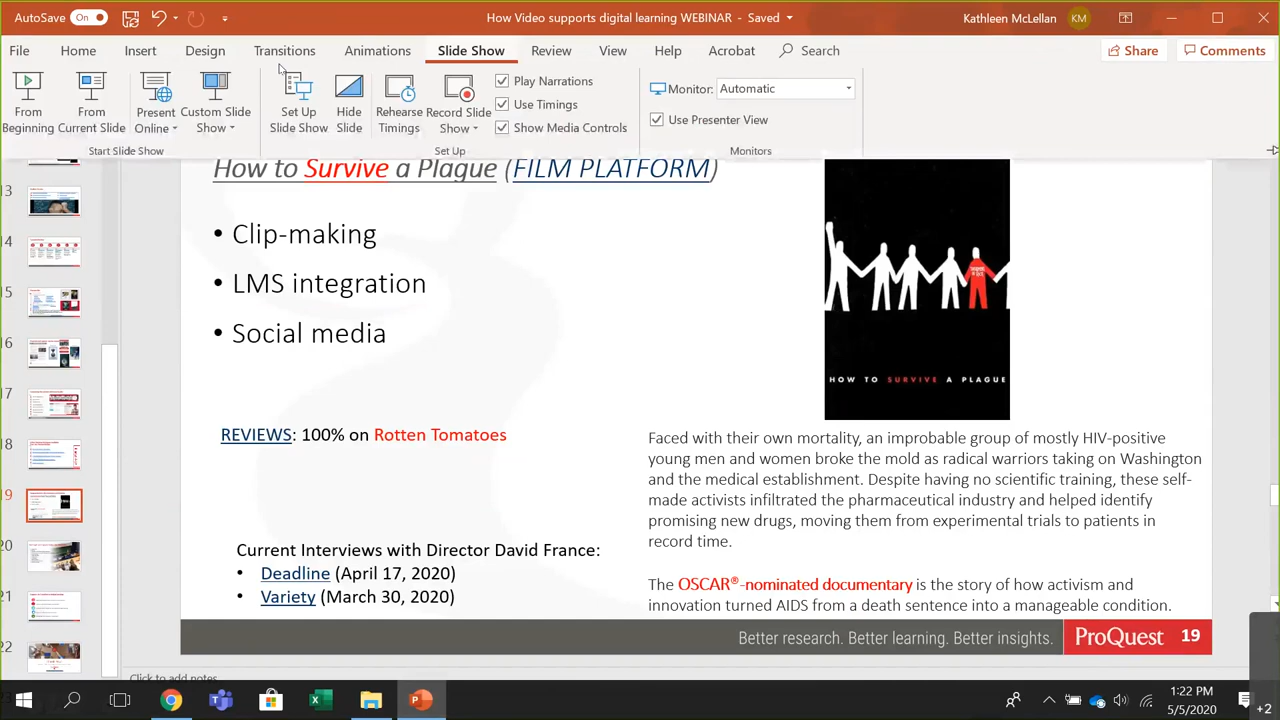 AutoSave On How Video supports digital learning WEBINAR - Saved Kathleen McLellan KM
File Home Insert Design Transitions Animations Slide Show Review View Help Acrobat Search Share Comments
From Beginning
From Current Slide
Present Online
Custom Slide Show
Set Up Slide Show
Hide Slide
Rehearse Timings
Record Slide Show
Play Narrations
Use Timings
Show Media Controls
Monitor: Automatic
Use Presenter View
Start Slide Show Set Up Monitors
3
14
15
16
17
18
19
20
21
22
How to Survive a Plague (FILM PLATFORM)
• Clip-making
• LMS integration
• Social media
REVIEWS: 100% on Rotten Tomatoes
Current Interviews with Director David France:
• Deadline (April 17, 2020)
• Variety (March 30, 2020)
HOW TO SURVIVE A PLAGUE
Faced with their own mortality, an improbable group of mostly HIV-positive
young men and women broke the mold as radical warriors taking on Washington
and the medical establishment. Despite having no scientific training, these self-
made activists infiltrated the pharmaceutical industry and helped identify
promising new drugs, moving them from experimental trials to patients in
record time.
The OSCAR®-nominated documentary is the story of how activism and
innovation turned AIDS from a death sentence into a manageable condition.
Better research. Better learning. Better insights. ProQuest 19
Click to add notes
1:22 PM
5/5/2020
+2